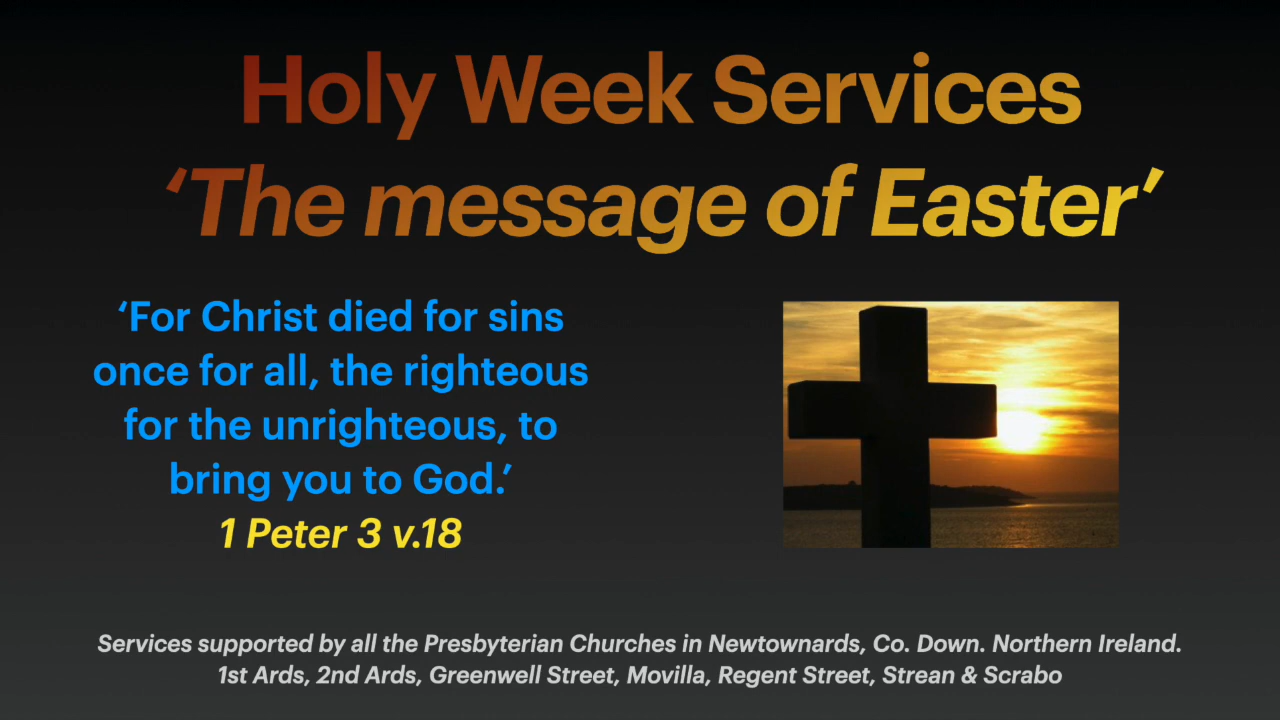 Holy Week Services
‘The message of Easter’
‘For Christ died for sins
once for all, the righteous
for the unrighteous, to
bring you to God.’
1 Peter 3 v.18
Services supported by all the Presbyterian Churches in Newtownards, Co. Down. Northern Ireland.
1st Ards, 2nd Ards, Greenwell Street, Movilla, Regent Street, Strean & Scrabo